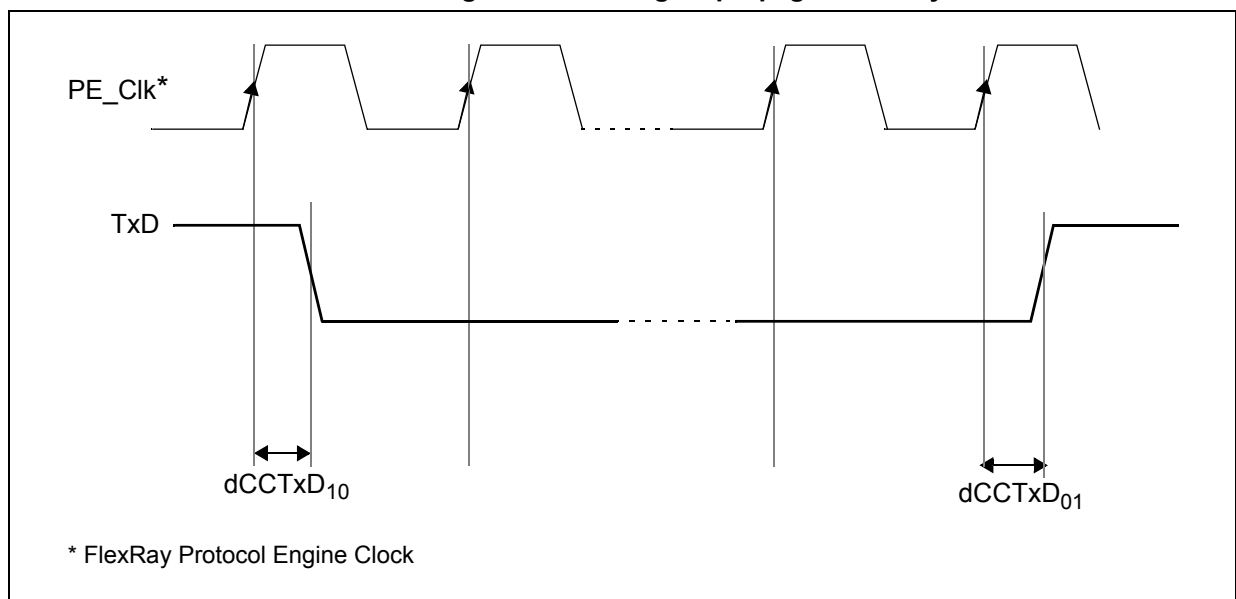 PE_Clk*
TxD
dCCTxD10
dCCTxD01
* FlexRay Protocol Engine Clock